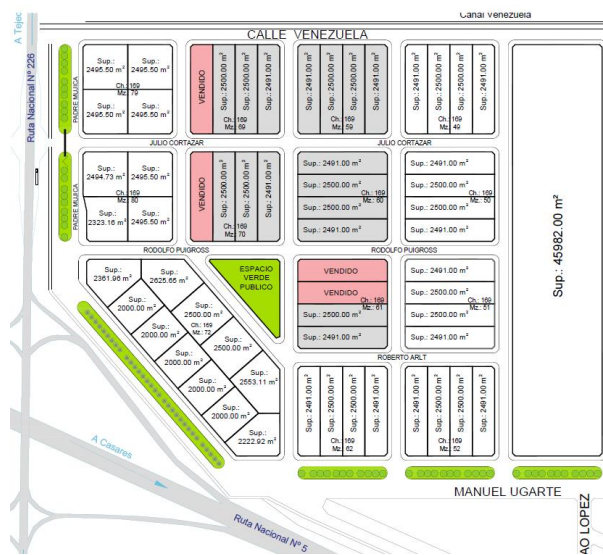 Canal Venezuela
CALLE VENEZUELA
A Tejed
Ruta Nacional Nº 226
PADRE MUJICA
Sup.:
2495.50 m²
Sup.:
2495.50 m²
Ch.: 169
Mz.: 79
Sup.:
2495.50 m²
Sup.:
2495.50 m²
VENDIDO
Sup.: 2500.00 m²
Sup.: 2500.00 m²
Sup.: 2491.00 m²
Ch.: 169
Mz.: 69
Sup.: 2491.00 m²
Sup.: 2500.00 m²
Sup.: 2500.00 m²
Sup.: 2491.00 m²
Ch.: 169
Mz.: 59
Sup.: 2491.00 m²
Sup.: 2500.00 m²
Sup.: 2500.00 m²
Sup.: 2491.00 m²
Ch.: 169
Mz.: 49
Sup.: 45982.00 m²
JULIO CORTAZAR
JULIO CORTAZAR
PADRE MUJICA
Sup.:
2494.73 m²
Sup.:
2495.50 m²
Ch.: 169
Mz.: 80
Sup.:
2323.16 m²
Sup.:
2495.50 m²
VENDIDO
Sup.: 2500.00 m²
Sup.: 2500.00 m²
Sup.: 2491.00 m²
Ch.: 169
Mz.: 70
Sup.: 2491.00 m²
Sup.: 2500.00 m²
Ch.: 169
Mz.: 60
Sup.: 2500.00 m²
Sup.: 2491.00 m²
Sup.: 2491.00 m²
Sup.: 2500.00 m²
Ch.: 169
Mz.: 50
Sup.: 2500.00 m²
Sup.: 2491.00 m²
RODOLFO PUIGROSS
RODOLFO PUIGROSS
Sup.:
2361.96 m²
Sup.:
2625.65 m²
Sup.:
2000.00 m²
Sup.:
2500.00 m²
Ch.: 169
Mz.: 72
Sup.:
2000.00 m²
Sup.:
2500.00 m²
Sup.:
2000.00 m²
Sup.:
2553.11 m²
Sup.:
2000.00 m²
Sup.:
2222.92 m²
ESPACIO
VERDE
PUBLICO
VENDIDO
VENDIDO
Ch.: 169
Mz.: 61
Sup.: 2500.00 m²
Sup.: 2491.00 m²
Sup.: 2491.00 m²
Sup.: 2500.00 m²
Ch.: 169
Mz.: 51
Sup.: 2500.00 m²
Sup.: 2491.00 m²
ROBERTO ARLT
Sup.: 2491.00 m²
Sup.: 2500.00 m²
Sup.: 2500.00 m²
Sup.: 2491.00 m²
Ch.: 169
Mz.: 62
Sup.: 2491.00 m²
Sup.: 2500.00 m²
Sup.: 2500.00 m²
Sup.: 2491.00 m²
Ch.: 169
Mz.: 52
A Casares
Ruta Nacional Nº 5
MANUEL UGARTE
AO LOPEZ